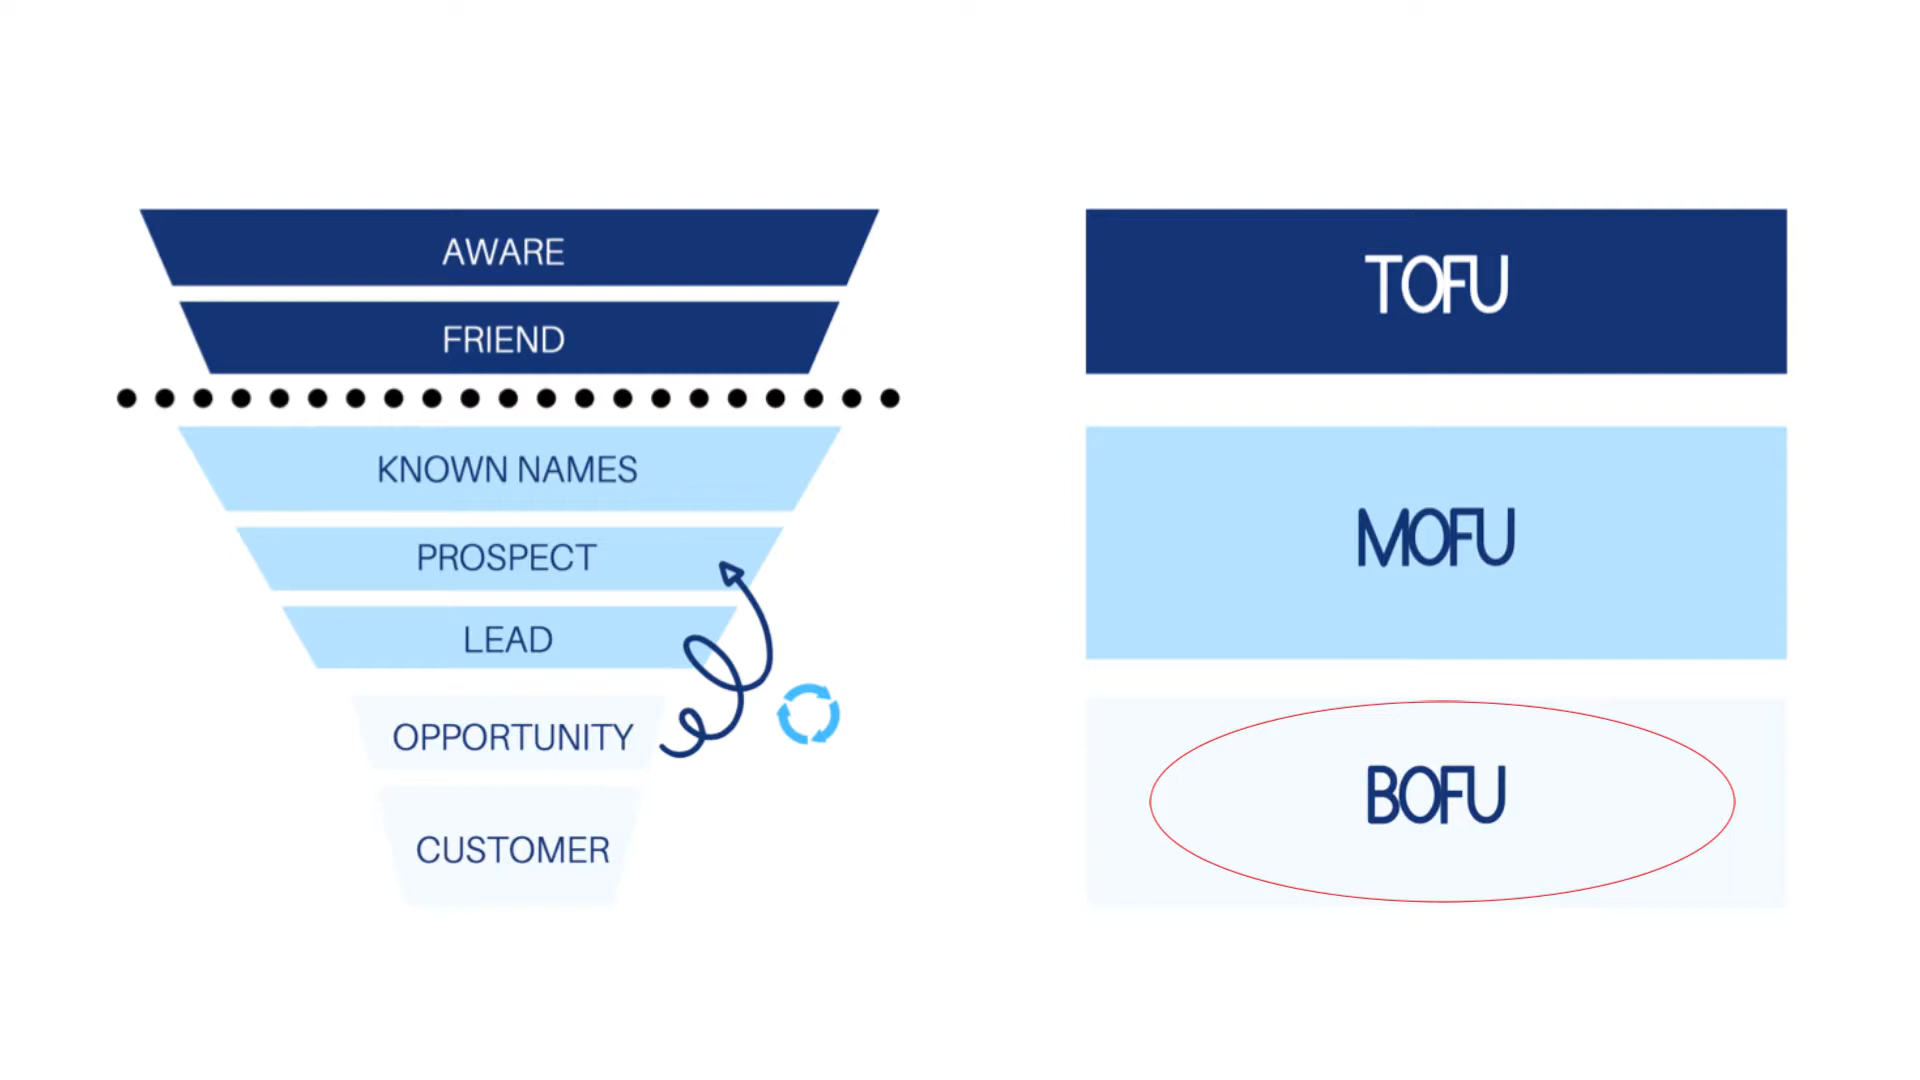 AWARE
FRIEND
KNOWN NAMES
PROSPECT
LEAD
OPPORTUNITY
CUSTOMER
TOFU
MOFU
BOFU